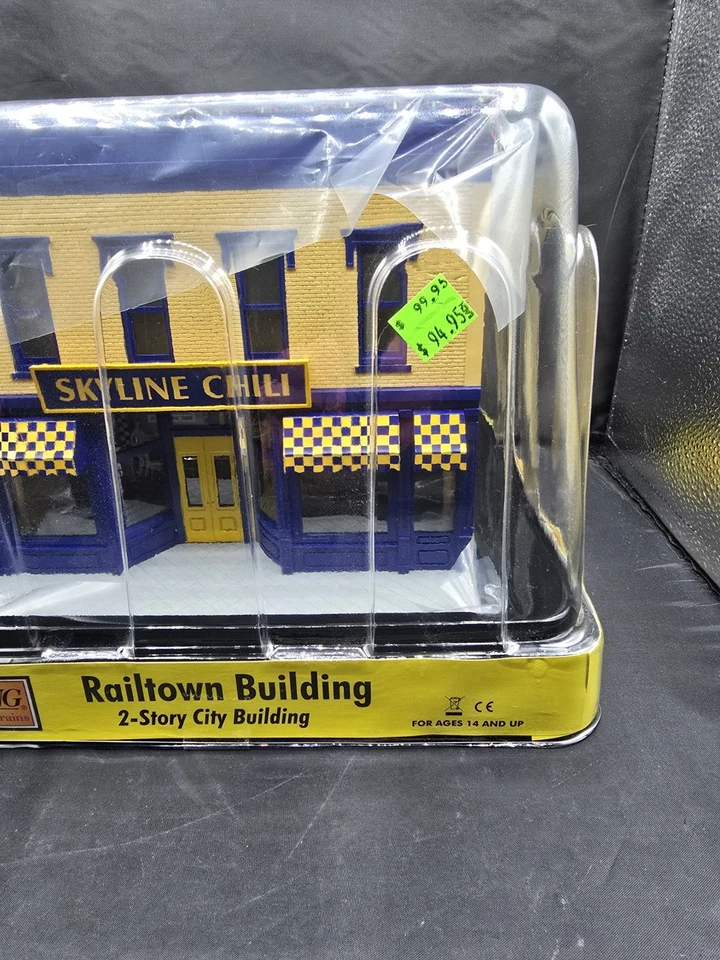 $ 99.95
$ 94.95
SKYLINE CHILI
Railtown Building
2-Story City Building
CE
FOR AGES 14 AND UP